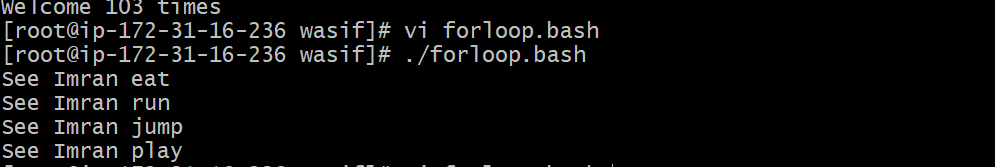 Welcome 103 times
[root@ip-172-31-16-236 wasif]# vi forloop.bash
[root@ip-172-31-16-236 wasif]# ./forloop.bash
See Imran eat
See Imran run
See Imran jump
See Imran play